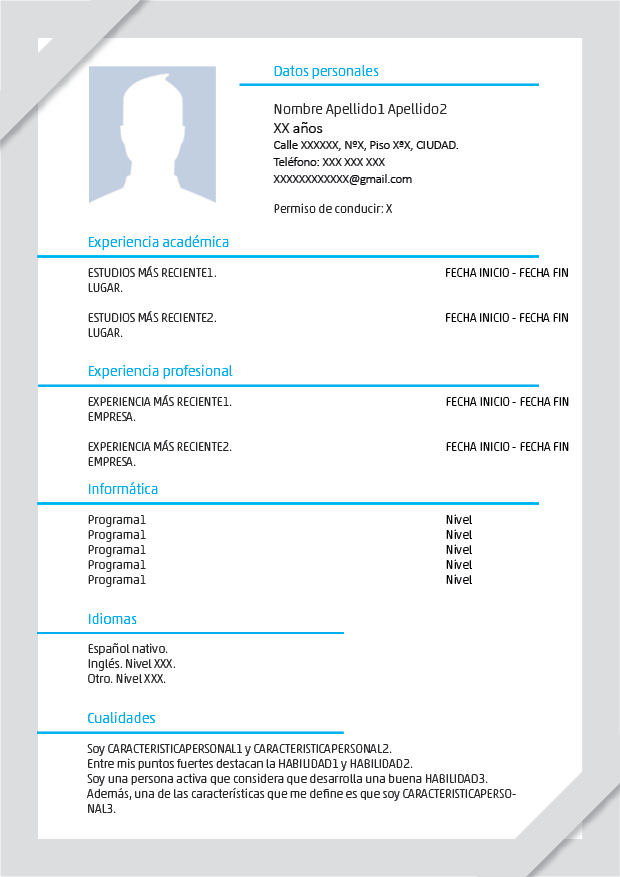 Datos personales
Nombre Apellido1 Apellido2
XX años
Calle XXXXXX, NºX, Piso XªX, CIUDAD.
Teléfono: XXX XXX XXX
XXXXXXXXXXXX@gmail.com
Permiso de conducir: X
Experiencia académica
ESTUDIOS MÁS RECIENTE1. FECHA INICIO - FECHA FIN
LUGAR.
ESTUDIOS MÁS RECIENTE2. FECHA INICIO - FECHA FIN
LUGAR.
Experiencia profesional
EXPERIENCIA MÁS RECIENTE1. FECHA INICIO - FECHA FIN
EMPRESA.
EXPERIENCIA MÁS RECIENTE2. FECHA INICIO - FECHA FIN
EMPRESA.
Informática
Programa1 Nivel
Programa1 Nivel
Programa1 Nivel
Programa1 Nivel
Programa1 Nivel
Idiomas
Español nativo.
Inglés. Nivel XXX.
Otro. Nivel XXX.
Cualidades
Soy CARACTERISTICAPERSONAL1 y CARACTERISTICAPERSONAL2.
Entre mis puntos fuertes destacan la HABILIDAD1 y HABILIDAD2.
Soy una persona activa que considera que desarrolla una buena HABILIDAD3.
Además, una de las características que me define es que soy CARACTERISTICAPERSO-
NAL3.